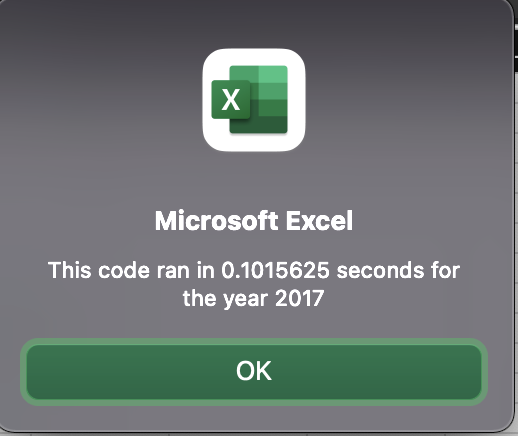 X
Microsoft Excel
This code ran in 0.1015625 seconds for
the year 2017
OK